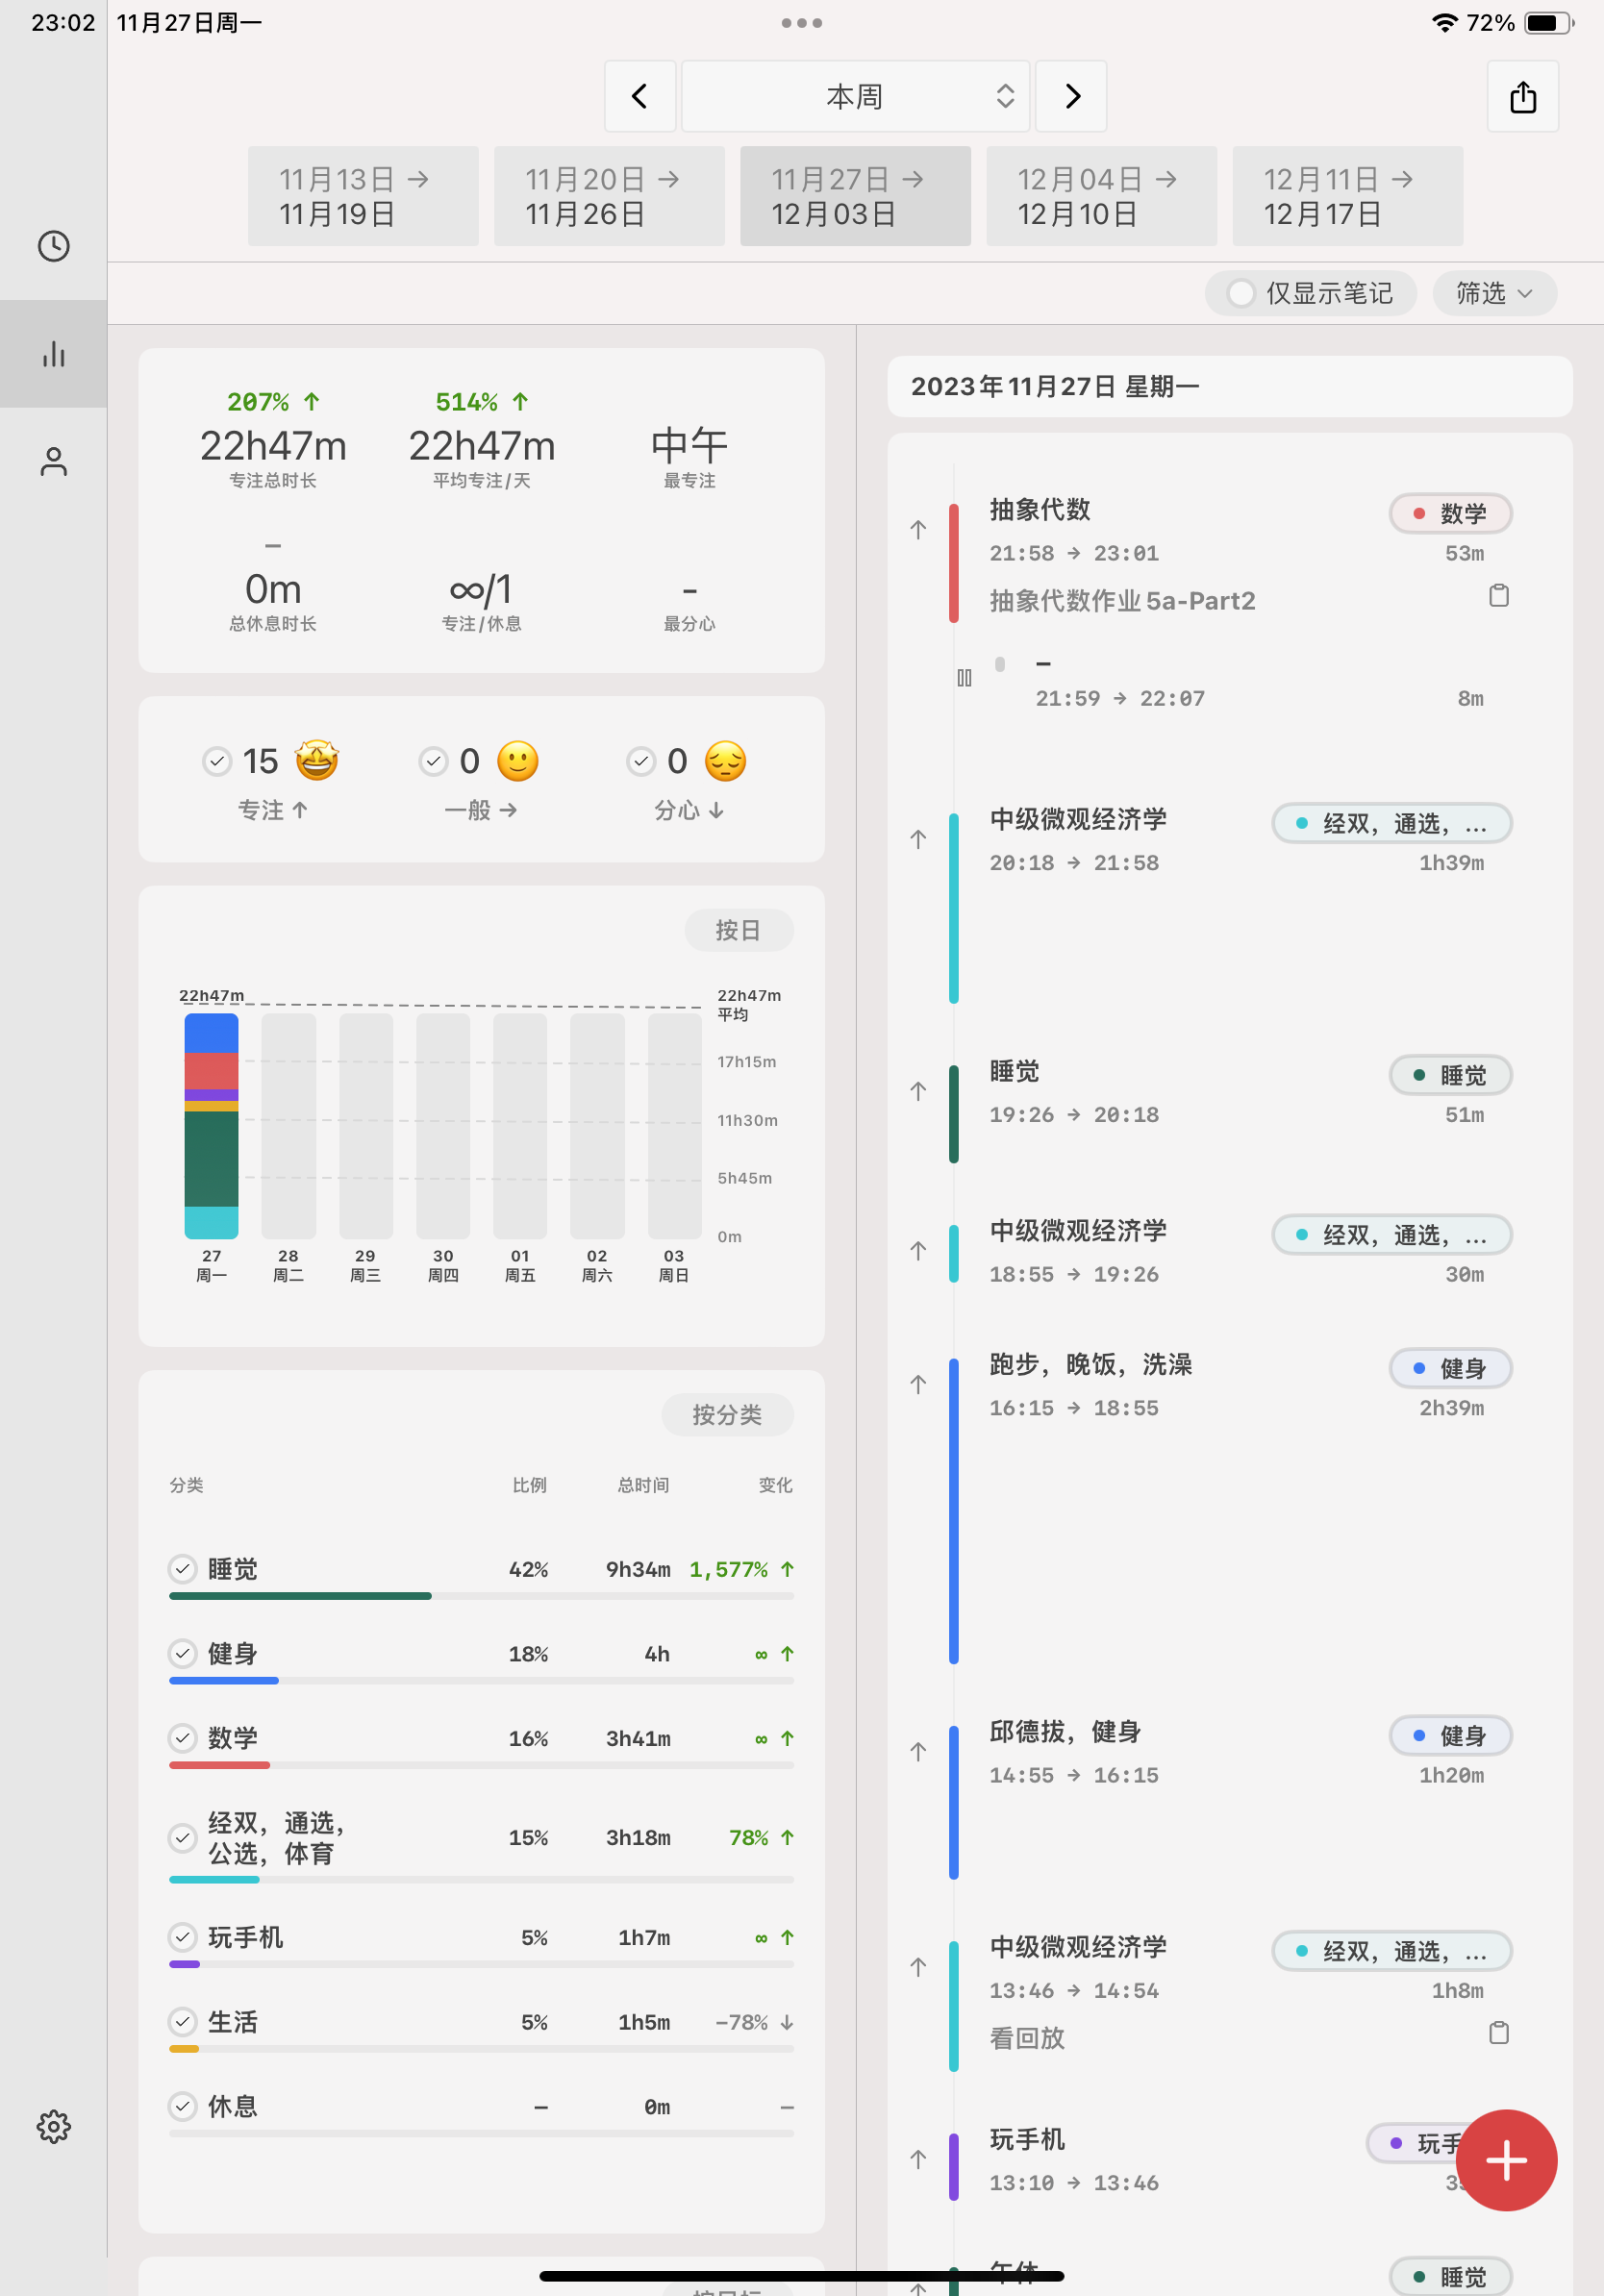 23:02 11月27日周一
72%
本周
11月13日 →
11月19日
11月20日 →
11月26日
11月27日 →
12月03日
12月04日 →
12月10日
12月11日 →
12月17日
仅显示笔记
筛选
207% ↑
22h47m
专注总时长
514% ↑
22h47m
平均专注/天
中午
最专注
–
0m
总休息时长
∞/1
专注/休息
-
最分心
15 🤩
专注 ↑
0 🙂
一般 →
0 😔
分心 ↓
按日
22h47m
22h47m
平均
17h15m
11h30m
5h45m
0m
27
周一
28
周二
29
周三
30
周四
01
周五
02
周六
03
周日
按分类
分类 比例 总时间 变化
睡觉 42% 9h34m 1,577% ↑
健身 18% 4h ∞ ↑
数学 16% 3h41m ∞ ↑
经双，通选，
公选，体育 15% 3h18m 78% ↑
玩手机 5% 1h7m ∞ ↑
生活 5% 1h5m –78% ↓
休息 – 0m –
2023年11月27日 星期一
抽象代数 数学
21:58 → 23:01 53m
抽象代数作业5a-Part2
–
21:59 → 22:07 8m
中级微观经济学 经双，通选，...
20:18 → 21:58 1h39m
睡觉 睡觉
19:26 → 20:18 51m
中级微观经济学 经双，通选，...
18:55 → 19:26 30m
跑步，晚饭，洗澡 健身
16:15 → 18:55 2h39m
邱德拔，健身 健身
14:55 → 16:15 1h20m
中级微观经济学 经双，通选，...
13:46 → 14:54 1h8m
看回放
玩手机
13:10 → 13:46
睡觉